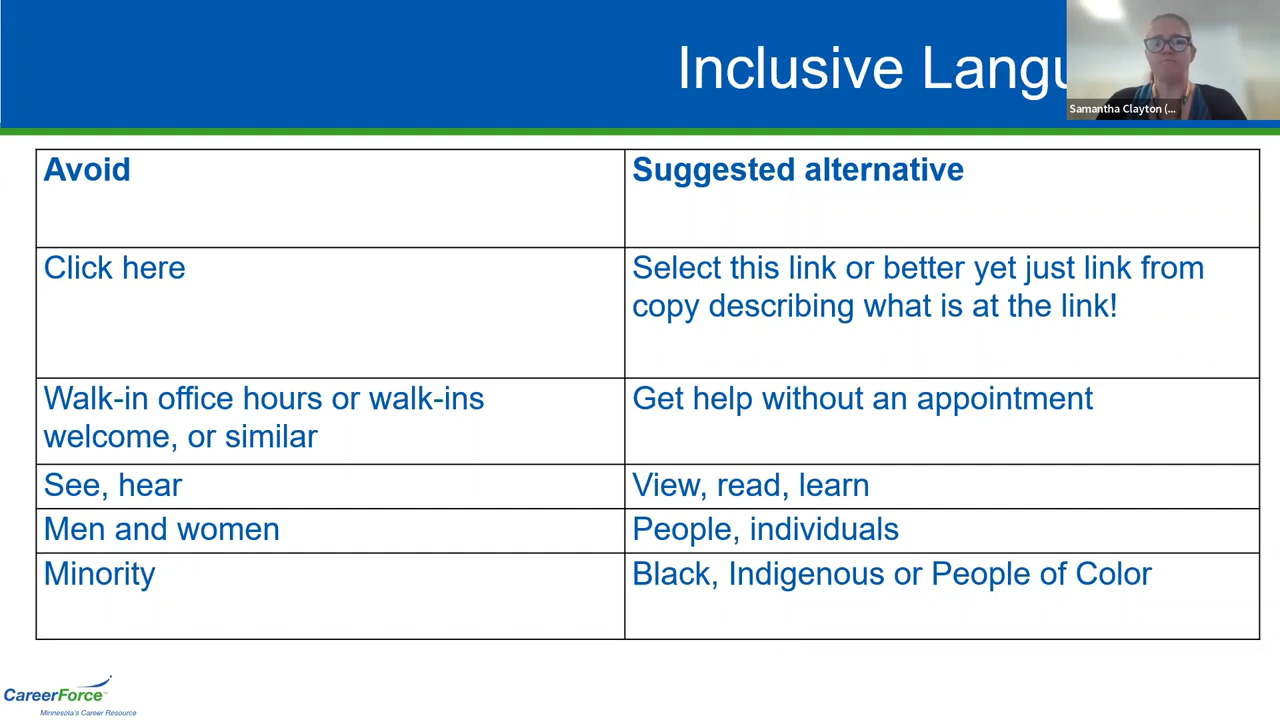 Inclusive Langu
Samantha Clayton (...
Avoid
Suggested alternative
Click here
Select this link or better yet just link from
copy describing what is at the link!
Walk-in office hours or walk-ins
welcome, or similar
Get help without an appointment
See, hear
View, read, learn
Men and women
People, individuals
Minority
Black, Indigenous or People of Color
CareerForce
Minnesota's Career Resource